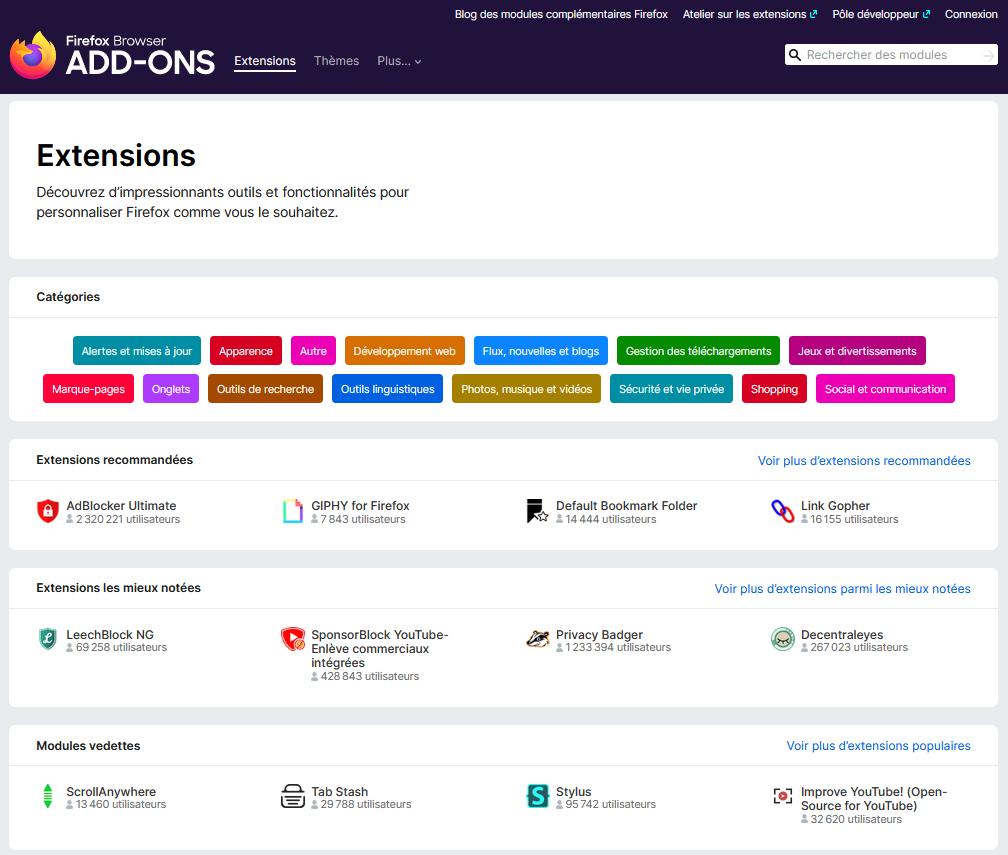 Blog des modules complémentaires Firefox Atelier sur les extensions Pôle développeur Connexion
Firefox Browser
ADD-ONS
Extensions Thèmes Plus... Rechercher des modules
Extensions
Découvrez d’impressionnants outils et fonctionnalités pour
personnaliser Firefox comme vous le souhaitez.
Catégories
Alertes et mises à jour Apparence Autre Développement web Flux, nouvelles et blogs Gestion des téléchargements Jeux et divertissements
Marque-pages Onglets Outils de recherche Outils linguistiques Photos, musique et vidéos Sécurité et vie privée Shopping Social et communication
Extensions recommandées Voir plus d’extensions recommandées
AdBlocker Ultimate
2 320 221 utilisateurs
GIPHY for Firefox
7 843 utilisateurs
Default Bookmark Folder
14 444 utilisateurs
Link Gopher
16 155 utilisateurs
Extensions les mieux notées Voir plus d’extensions parmi les mieux notées
LeechBlock NG
69 258 utilisateurs
SponsorBlock YouTube-
Enlève commerciaux
intégrées
428 843 utilisateurs
Privacy Badger
1 233 394 utilisateurs
Decentraleyes
267 023 utilisateurs
Modules vedettes Voir plus d’extensions populaires
ScrollAnywhere
13 460 utilisateurs
Tab Stash
29 788 utilisateurs
S
Stylus
95 742 utilisateurs
Improve YouTube! (Open-
Source for YouTube)
32 620 utilisateurs